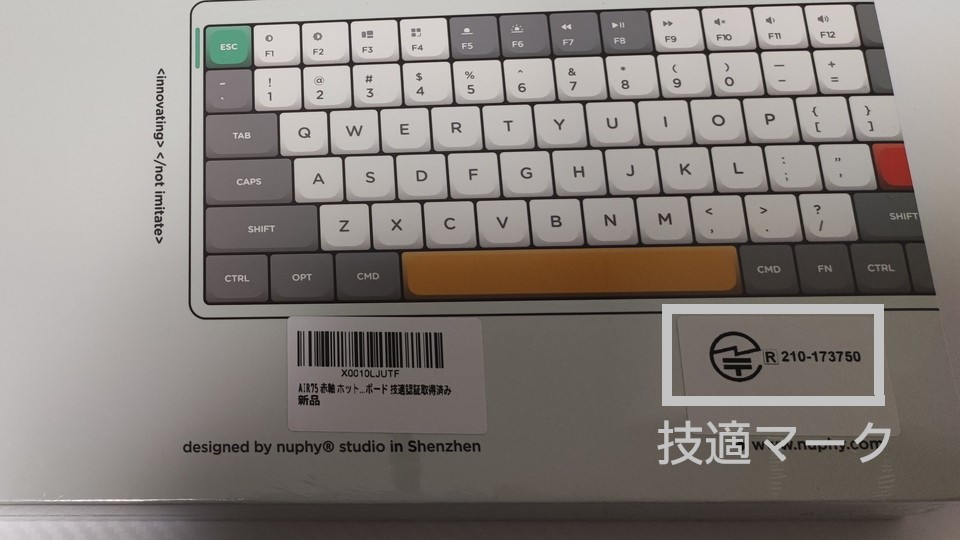 ESC F1 F2 F3 F4 F5 F6 F7 F8 F9 F10 F11 F12
! @ # $ % ^ & * ( ) — +
1 2 3 4 5 6 7 8 9 0 - =
TAB Q W E R T Y U I O P { [ } ]
CAPS A S D F G H J K L : ; " ,
SHIFT Z X C V B N M < , > . ? / SHIFT
CTRL OPT CMD CMD FN CTRL
<innovating> </not imitate>
X0010LJUTF
AIR75 赤軸 ホット...ボード 技適認証取得済み
新品
R 210-173750
技適マーク
designed by nuphy® studio in Shenzhen
www.nuphy.com